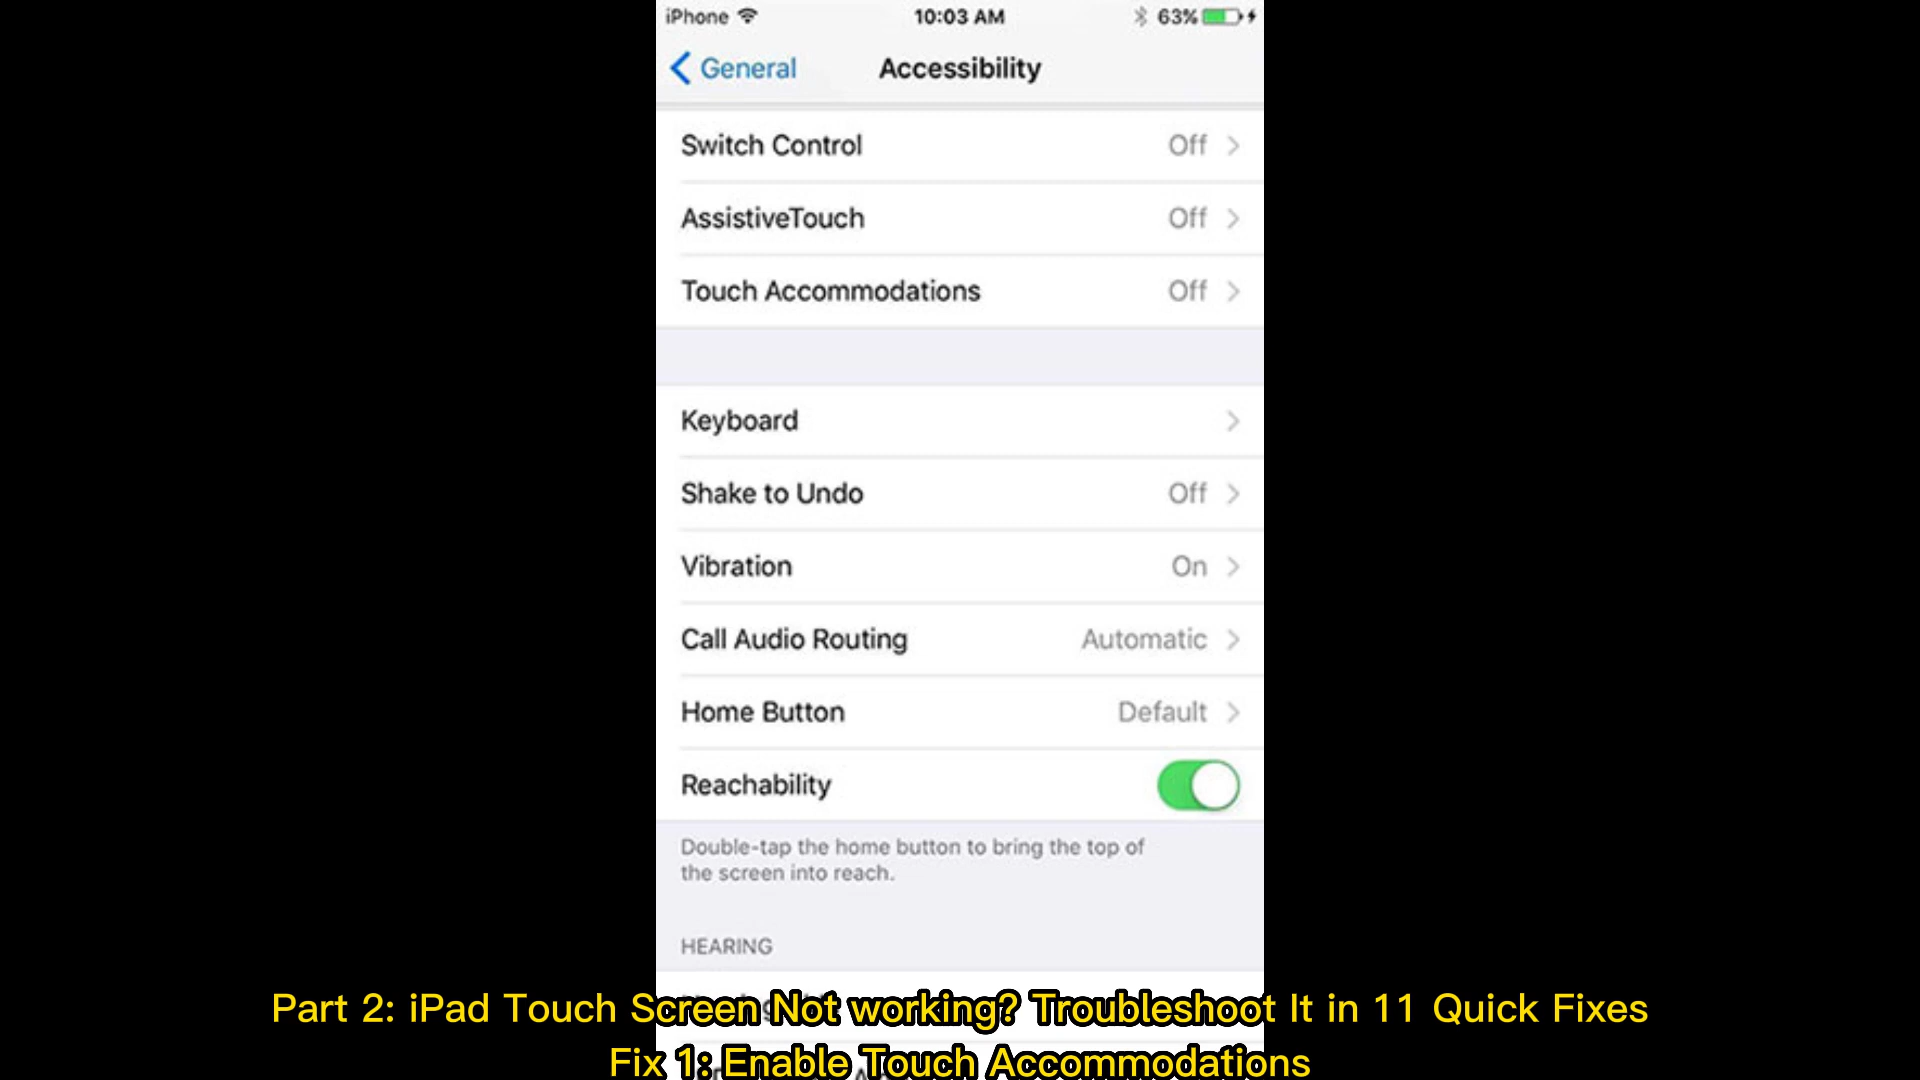 iPhone 10:03 AM 63%
General Accessibility
Switch Control Off
AssistiveTouch Off
Touch Accommodations Off
Keyboard
Shake to Undo Off
Vibration On
Call Audio Routing Automatic
Home Button Default
Reachability
Double-tap the home button to bring the top of
the screen into reach.
HEARING
Part 2: iPad Touch Screen Not working? Troubleshoot It in 11 Quick Fixes
Fix 1: Enable Touch Accommodations